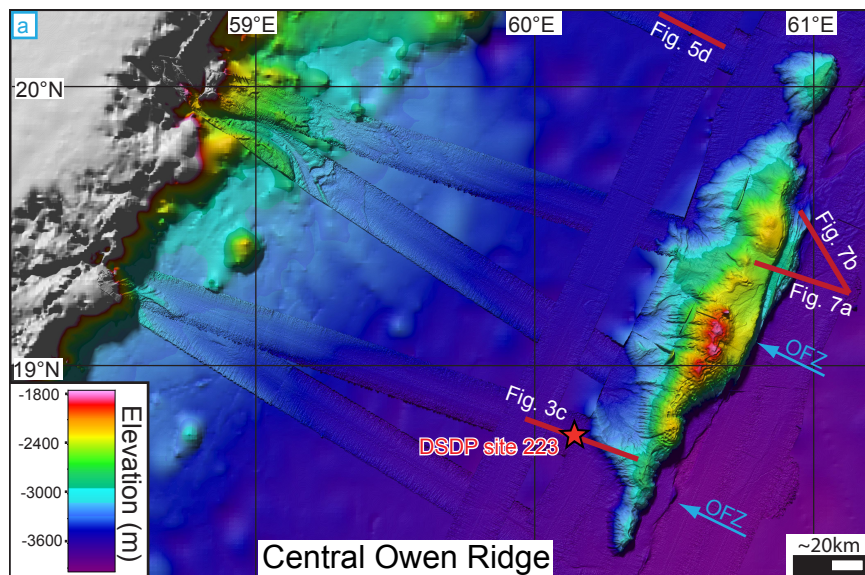 a
59°E
60°E
61°E
Fig. 5d
20°N
Fig. 7b
Fig. 7a
OFZ
19°N
-1800
-2400
-3000
-3600
Elevation (m)
Fig. 3c
DSDP site 223
OFZ
Central Owen Ridge
~20km